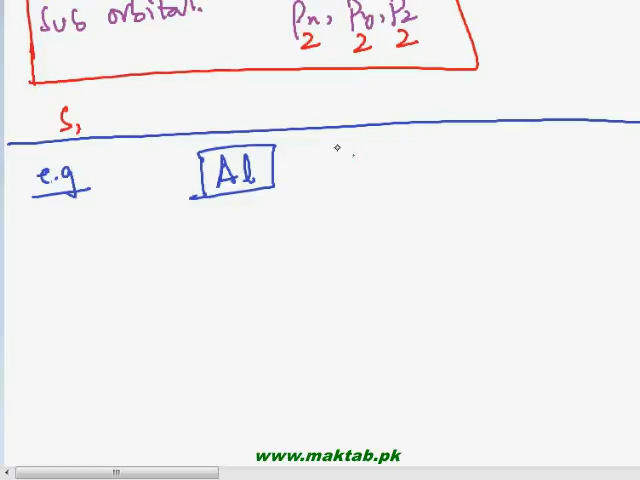 Sub orbital. Px, Py, Pz
2 2 2
S,
e.g Al
www.maktab.pk